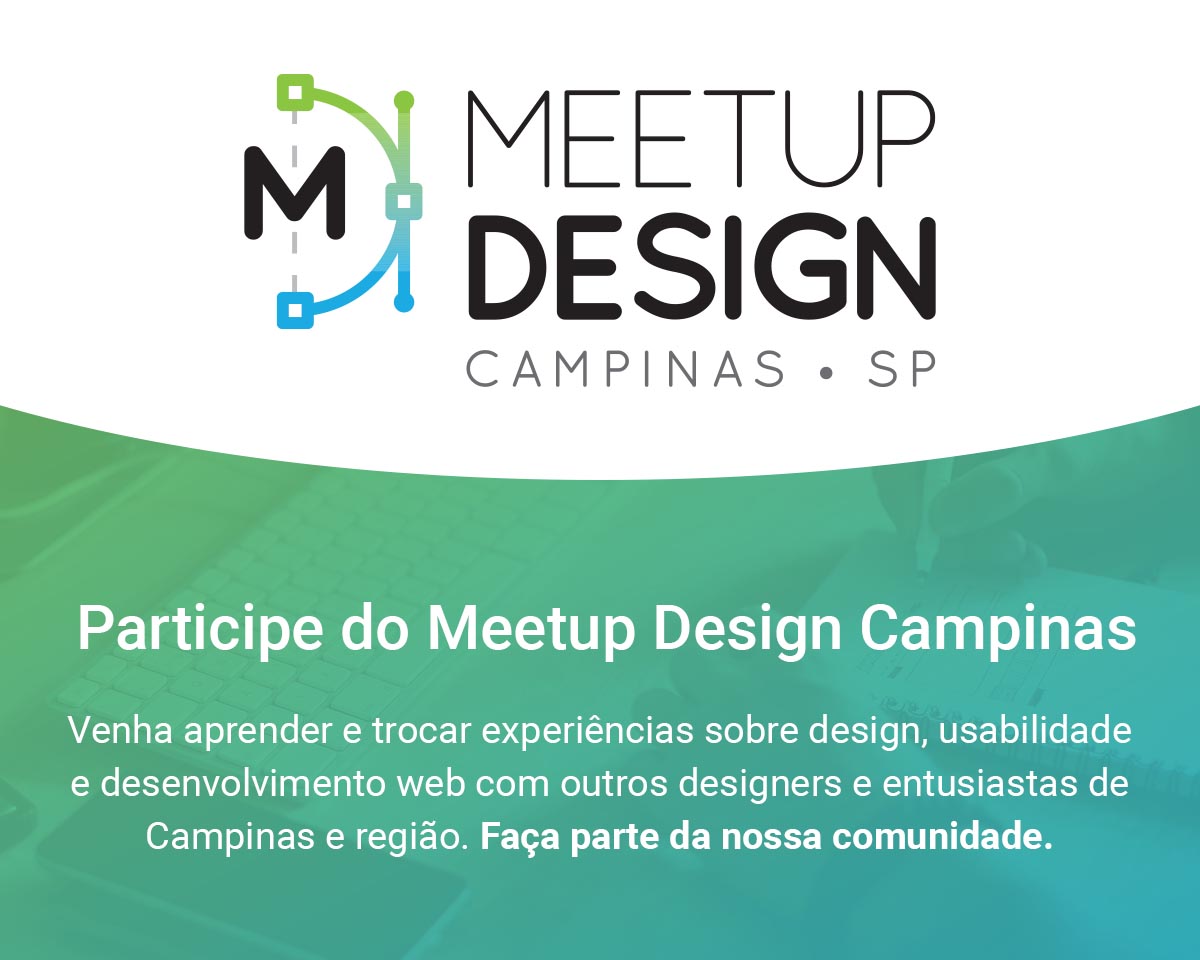 M
MEETUP
DESIGN
CAMPINAS • SP
Participe do Meetup Design Campinas
Venha aprender e trocar experiências sobre design, usabilidade
e desenvolvimento web com outros designers e entusiastas de
Campinas e região. Faça parte da nossa comunidade.